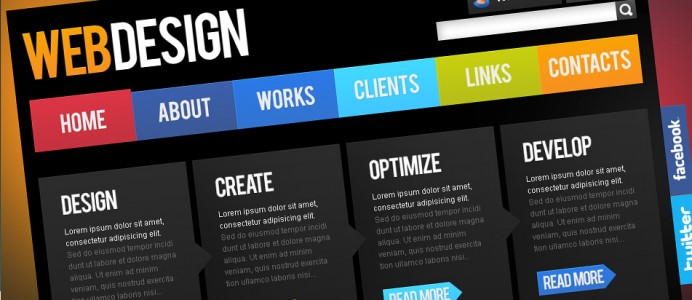 WEBDESIGN
HOME
ABOUT
WORKS
CLIENTS
LINKS
CONTACTS
DESIGN
Lorem ipsum dolor sit amet,
consectetur adipisicing elit.
Sed do eiusmod tempor incidi
dunt ut labore et dolore magna
aliqua. Ut enim ad minim
veniam, quis nostrud exercita
tion ullamco laboris nisi...
CREATE
Lorem ipsum dolor sit amet,
consectetur adipisicing elit.
Sed do eiusmod tempor incidi
dunt ut labore et dolore magna
aliqua. Ut enim ad minim
veniam, quis nostrud exercita
tion ullamco laboris nisi...
OPTIMIZE
Lorem ipsum dolor sit amet,
consectetur adipisicing elit.
Sed do eiusmod tempor incidi
dunt ut labore et dolore magna
aliqua. Ut enim ad minim
veniam, quis nostrud exercita
tion ullamco laboris nisi...
READ MORE
DEVELOP
Lorem ipsum dolor sit amet,
consectetur adipisicing elit.
Sed do eiusmod tempor incidi
dunt ut labore et dolore magna
aliqua. Ut enim ad minim
veniam, quis nostrud exercita
tion ullamco laboris nisi...
READ MORE
facebook
twitter